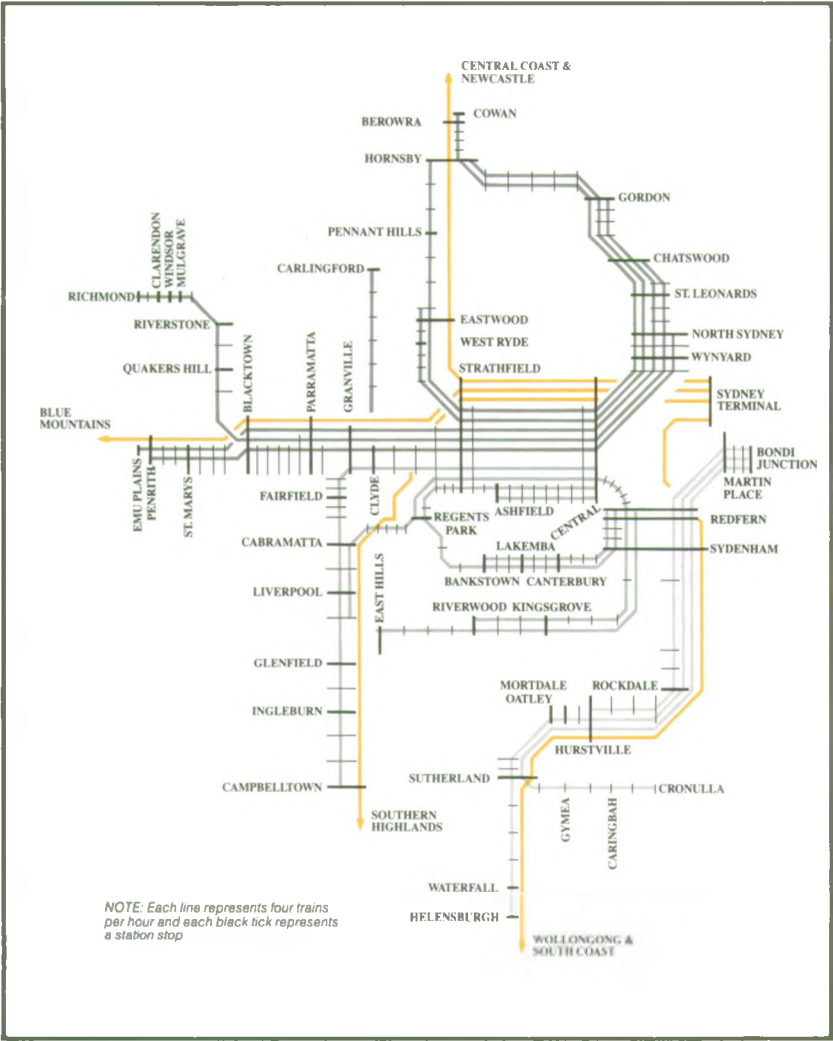 CENTRAL COAST &
NEWCASTLE
COWAN
BEROWRA
HORNSBY
GORDON
PENNANT HILLS
CHATSWOOD
CARLINGFORD
CLARENDON
WINDSOR
MULGRAVE
RICHMOND
ST. LEONARDS
RIVERSTONE
EASTWOOD
NORTH SYDNEY
WEST RYDE
WYNYARD
QUAKERS HILL
BLACKTOWN
PARRAMATTA
GRANVILLE
STRATHFIELD
SYDNEY
TERMINAL
BLUE
MOUNTAINS
BONDI
JUNCTION
MARTIN
PLACE
EMU PLAINS
PENRITH
ST. MARYS
FAIRFIELD
CLYDE
ASHFIELD
CENTRAL
REGENTS
PARK
REDFERN
CABRAMATTA
LAKEMBA
SYDENHAM
BANKSTOWN
CANTERBURY
LIVERPOOL
EAST HILLS
RIVERWOOD
KINGSGROVE
GLENFIELD
MORTDALE
OATLEY
ROCKDALE
INGLEBURN
HURSTVILLE
CAMPBELLTOWN
SUTHERLAND
CRONULLA
GYMEA
CARINGBAH
SOUTHERN
HIGHLANDS
WATERFALL
HELENSBURGH
NOTE: Each line represents four trains
per hour and each black tick represents
a station stop
WOLLONGONG &
SOUTH COAST